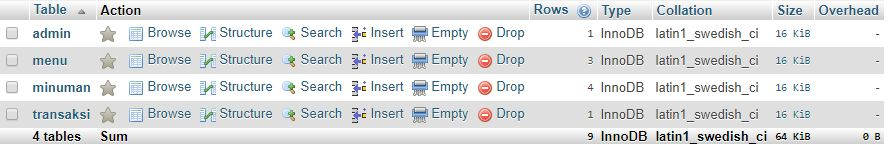 Table Action Rows Type Collation Size Overhead
admin Browse Structure Search Insert Empty Drop 1 InnoDB latin1_swedish_ci 16 KiB -
menu Browse Structure Search Insert Empty Drop 3 InnoDB latin1_swedish_ci 16 KiB -
minuman Browse Structure Search Insert Empty Drop 4 InnoDB latin1_swedish_ci 16 KiB -
transaksi Browse Structure Search Insert Empty Drop 1 InnoDB latin1_swedish_ci 16 KiB -
4 tables Sum 9 InnoDB latin1_swedish_ci 64 KiB 0 B